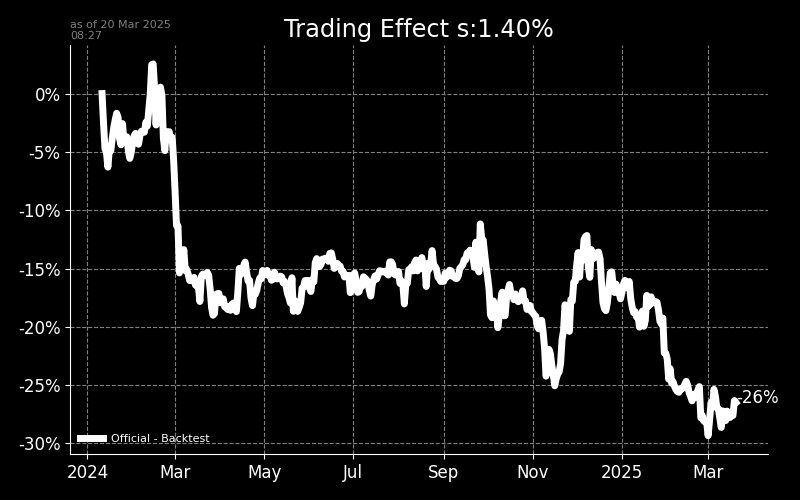 as of 20 Mar 2025
08:27
Trading Effect s:1.40%
0%
-5%
-10%
-15%
-20%
-25%
-30%
-26%
Official - Backtest
2024 Mar May Jul Sep Nov 2025 Mar